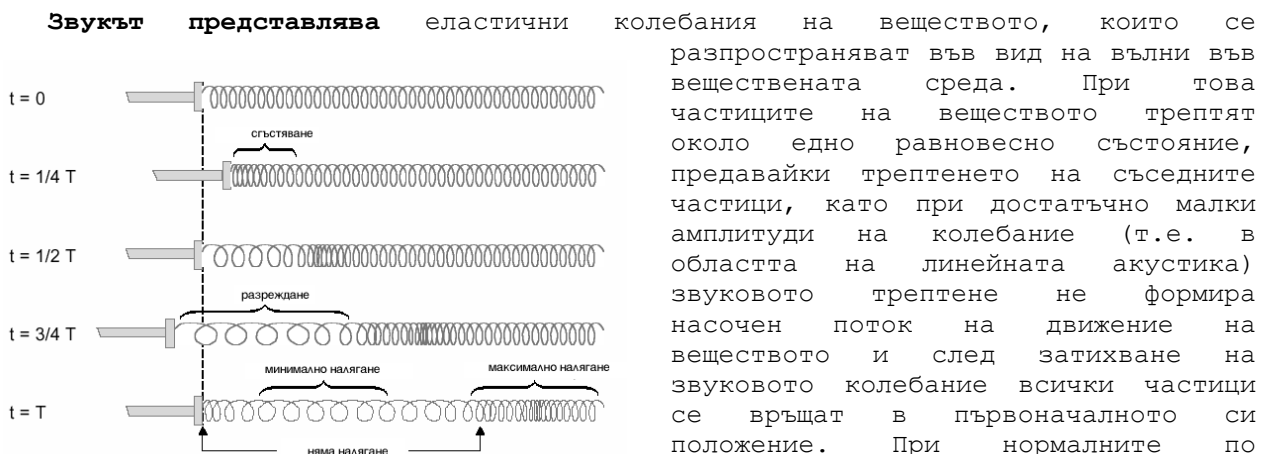 Звукът представлява еластични колебания на веществото, които се
разпространяват във вид на вълни във
веществената среда. При това
частиците на веществото трептят
около едно равновесно състояние,
предавайки трептенето на съседните
частици, като при достатъчно малки
амплитуди на колебание (т.е. в
областта на линейната акустика)
звуковото трептене не формира
насочен поток на движение на
веществото и след затихване на
звуковото колебание всички частици
се връщат в първоначалното си
положение. При нормалните по
t = 0
сгъстяване
t = 1/4 T
t = 1/2 T
разреждане
t = 3/4 T
минимално налягане
максимално налягане
t = T
няма налягане